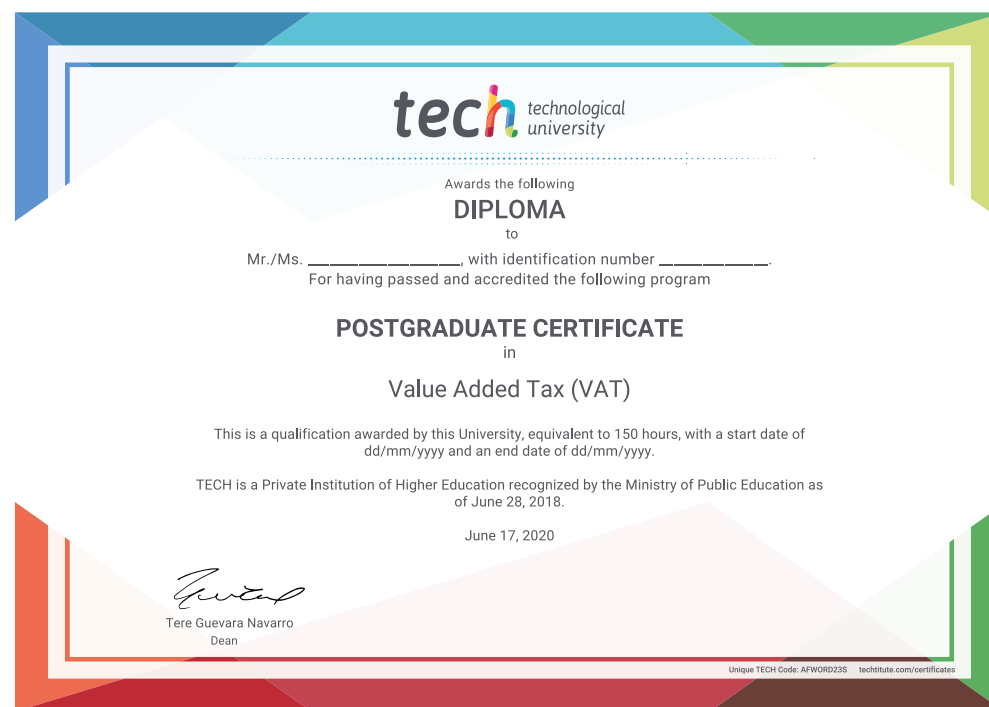 tech technological
university
Awards the following
DIPLOMA
to
Mr./Ms. ____________________, with identification number ______________.
For having passed and accredited the following program
POSTGRADUATE CERTIFICATE
in
Value Added Tax (VAT)
This is a qualification awarded by this University, equivalent to 150 hours, with a start date of
dd/mm/yyyy and an end date of dd/mm/yyyy.
TECH is a Private Institution of Higher Education recognized by the Ministry of Public Education as
of June 28, 2018.
June 17, 2020
Tere Guevara Navarro
Dean
Unique TECH Code: AFWORD23S techtitute.com/certificates